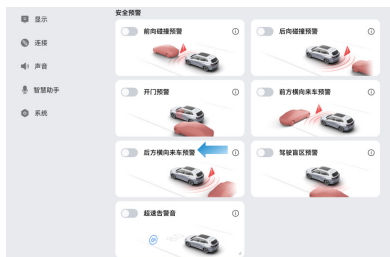 显示
连接
声音
智慧助手
系统
安全预警
前向碰撞预警
后向碰撞预警
开门预警
前方横向来车预警
后方横向来车预警
驾驶盲区预警
超速告警音